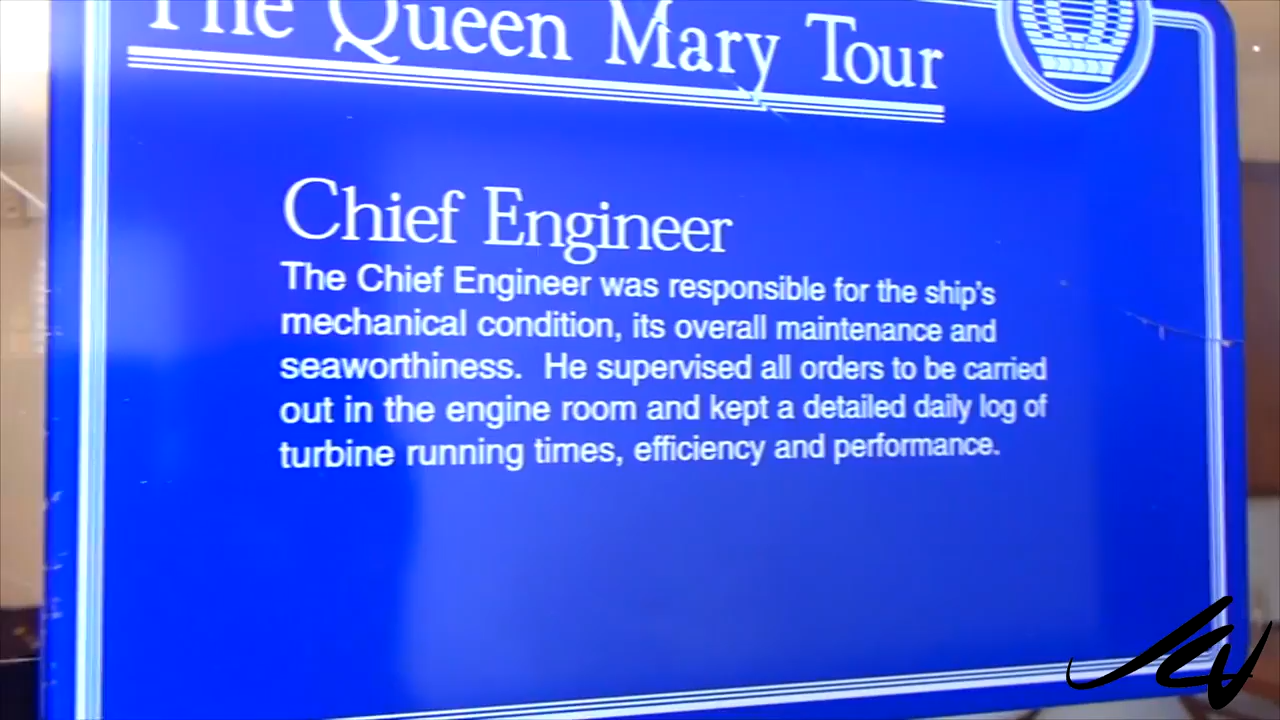 The Queen Mary Tour
Chief Engineer
The Chief Engineer was responsible for the ship's
mechanical condition, its overall maintenance and
seaworthiness.  He supervised all orders to be carried
out in the engine room and kept a detailed daily log of
turbine running times, efficiency and performance.